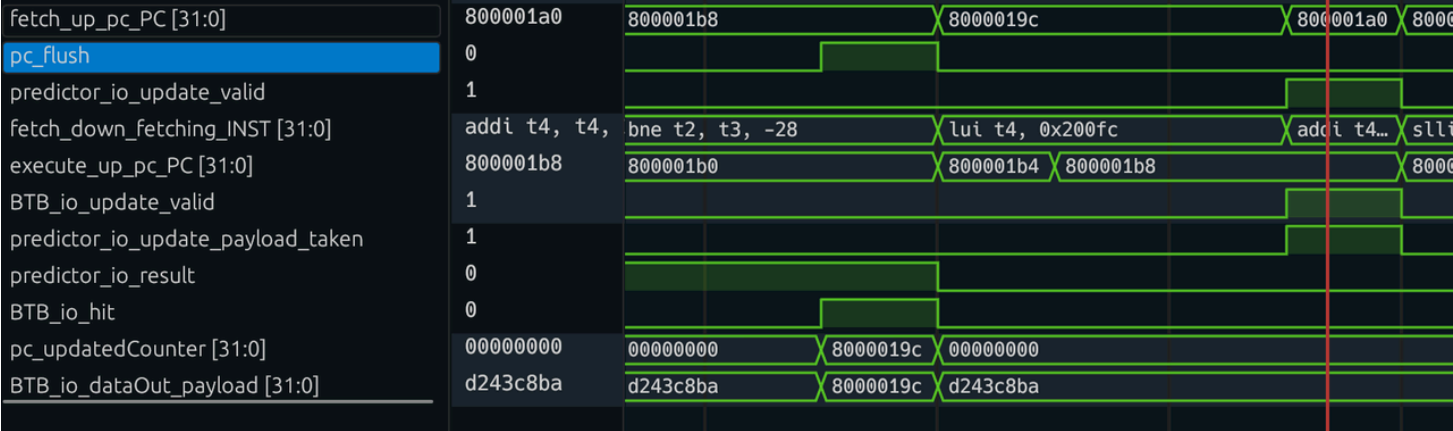 fetch_up_pc_PC [31:0] 800001a0 800001b8 8000019c 800001a0 8000
pc_flush 0
predictor_io_update_valid 1
fetch_down_fetching_INST [31:0] addi t4, t4, bne t2, t3, -28 lui t4, 0x200fc addi t4… slli
execute_up_pc_PC [31:0] 800001b8 800001b0 800001b4 800001b8 8000
BTB_io_update_valid 1
predictor_io_update_payload_taken 1
predictor_io_result 0
BTB_io_hit 0
pc_updatedCounter [31:0] 00000000 00000000 8000019c 00000000
BTB_io_dataOut_payload [31:0] d243c8ba d243c8ba 8000019c d243c8ba